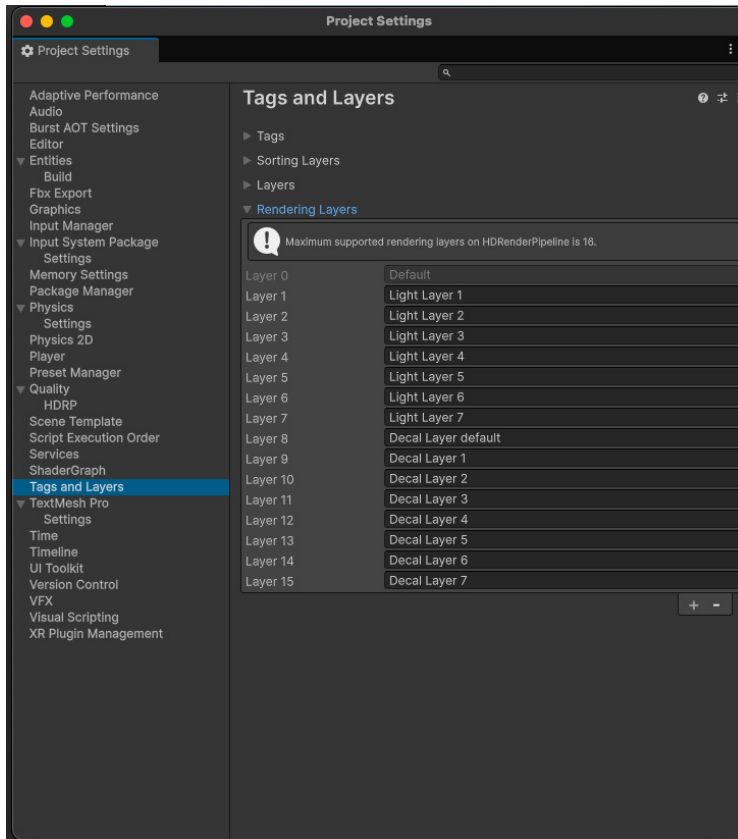 Project Settings
Project Settings
Adaptive Performance
Audio
Burst AOT Settings
Editor
Entities
Build
Fbx Export
Graphics
Input Manager
Input System Package
Settings
Memory Settings
Package Manager
Physics
Settings
Physics 2D
Player
Preset Manager
Quality
HDRP
Scene Template
Script Execution Order
Services
ShaderGraph
Tags and Layers
TextMesh Pro
Settings
Time
Timeline
UI Toolkit
Version Control
VFX
Visual Scripting
XR Plugin Management
Tags and Layers
Tags
Sorting Layers
Layers
Rendering Layers
Maximum supported rendering layers on HDRenderPipeline is 16.
Layer 0 Default
Layer 1 Light Layer 1
Layer 2 Light Layer 2
Layer 3 Light Layer 3
Layer 4 Light Layer 4
Layer 5 Light Layer 5
Layer 6 Light Layer 6
Layer 7 Light Layer 7
Layer 8 Decal Layer default
Layer 9 Decal Layer 1
Layer 10 Decal Layer 2
Layer 11 Decal Layer 3
Layer 12 Decal Layer 4
Layer 13 Decal Layer 5
Layer 14 Decal Layer 6
Layer 15 Decal Layer 7
+ -